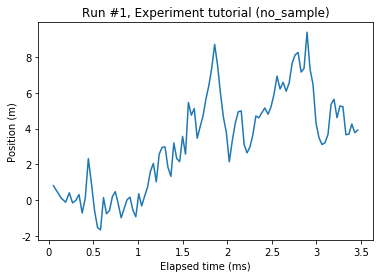 Run #1, Experiment tutorial (no_sample)
Position (m)
8
6
4
2
0
-2
0 0.5 1 1.5 2 2.5 3 3.5
Elapsed time (ms)